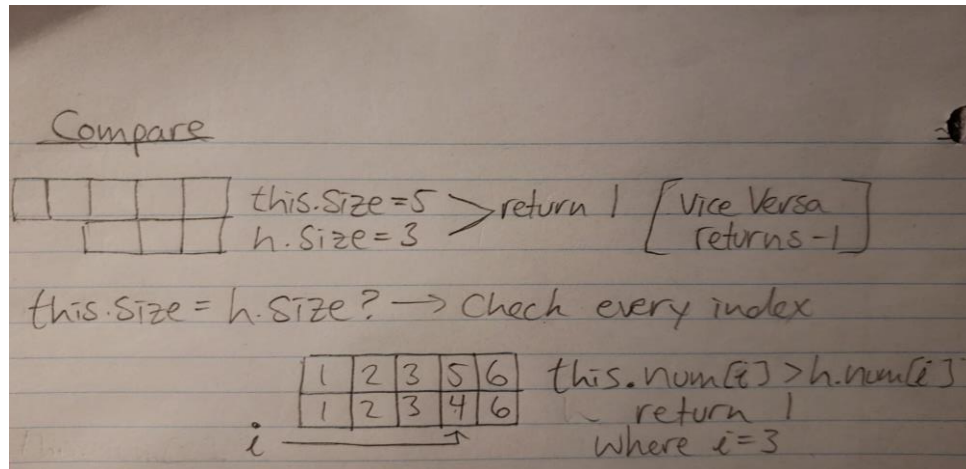 Compare
this.size=5 > return 1 [Vice Versa
h.size=3 returns -1]
this.size = h.size? → Check every index
1 2 3 5 6 this.num[i] > h.num[i]
1 2 3 4 6 return 1
i → where i=3